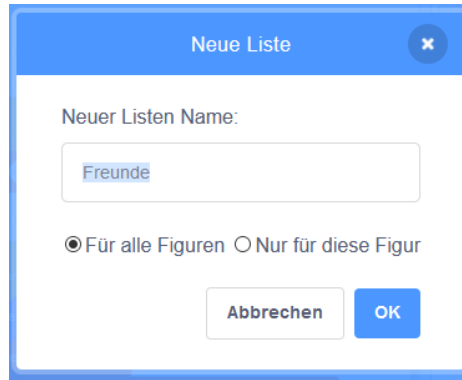 Neue Liste
Neuer Listen Name:
Freunde
Für alle Figuren Nur für diese Figur
Abbrechen OK